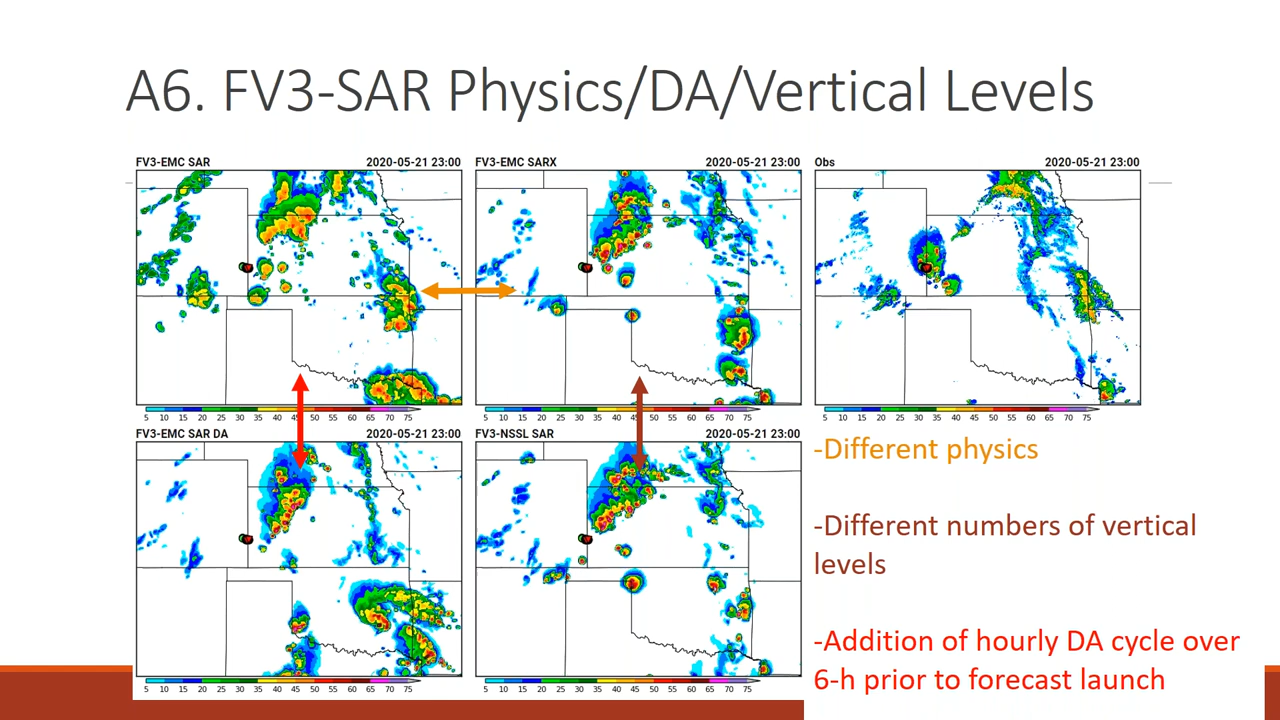 A6. FV3-SAR Physics/DA/Vertical Levels
FV3-EMC SAR 2020-05-21 23:00
FV3-EMC SARX 2020-05-21 23:00
Obs 2020-05-21 23:00
5 10 15 20 25 30 35 40 45 50 55 60 65 70 75
5 10 15 20 25 30 35 40 45 50 55 60 65 70 75
5 10 15 20 25 30 35 40 45 50 55 60 65 70 75
FV3-EMC SAR DA 2020-05-21 23:00
FV3-NSSL SAR 2020-05-21 23:00
5 10 15 20 25 30 35 40 45 50 55 60 65 70 75
5 10 15 20 25 30 35 40 45 50 55 60 65 70 75
-Different physics
-Different numbers of vertical
levels
-Addition of hourly DA cycle over
6-h prior to forecast launch